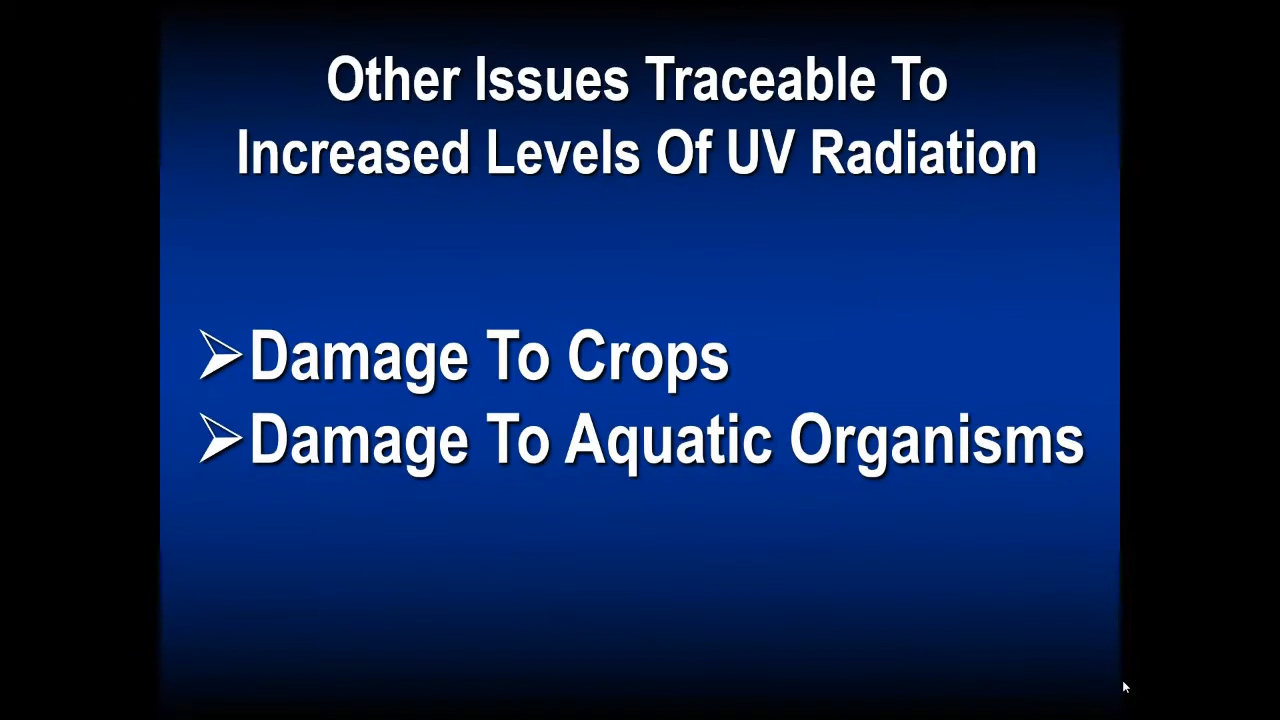 Other Issues Traceable To
Increased Levels Of UV Radiation
➢Damage To Crops
➢Damage To Aquatic Organisms